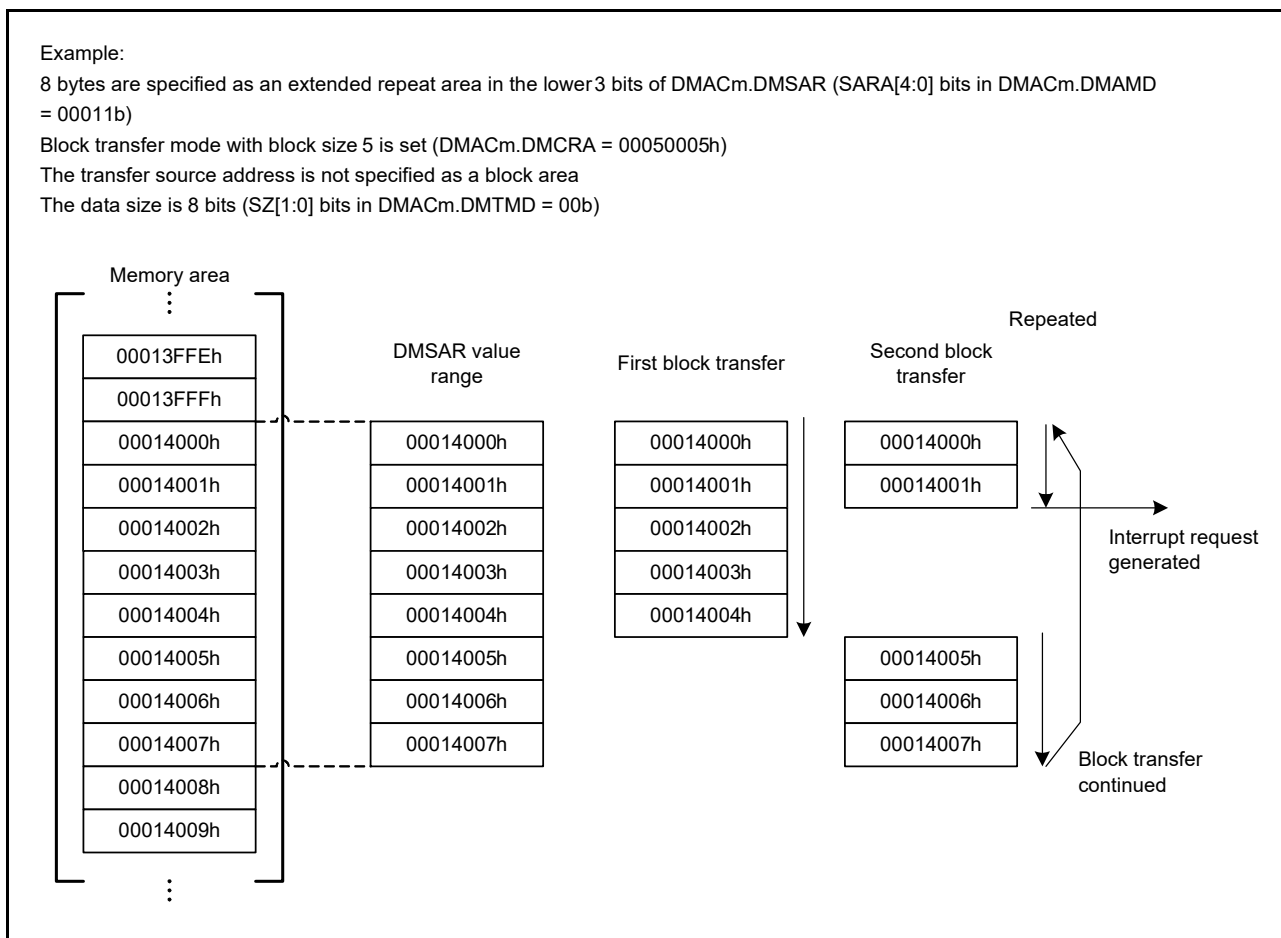 Example:
8 bytes are specified as an extended repeat area in the lower 3 bits of DMACm.DMSAR (SARA[4:0] bits in DMACm.DMAMD
= 00011b)
Block transfer mode with block size 5 is set (DMACm.DMCRA = 00050005h)
The transfer source address is not specified as a block area
The data size is 8 bits (SZ[1:0] bits in DMACm.DMTMD = 00b)
Memory area
00013FFEh
00013FFFh
00014000h
00014001h
00014002h
00014003h
00014004h
00014005h
00014006h
00014007h
00014008h
00014009h
DMSAR value
range
00014000h
00014001h
00014002h
00014003h
00014004h
00014005h
00014006h
00014007h
First block transfer
00014000h
00014001h
00014002h
00014003h
00014004h
Second block
transfer
00014000h
00014001h
00014005h
00014006h
00014007h
Repeated
Interrupt request
generated
Block transfer
continued